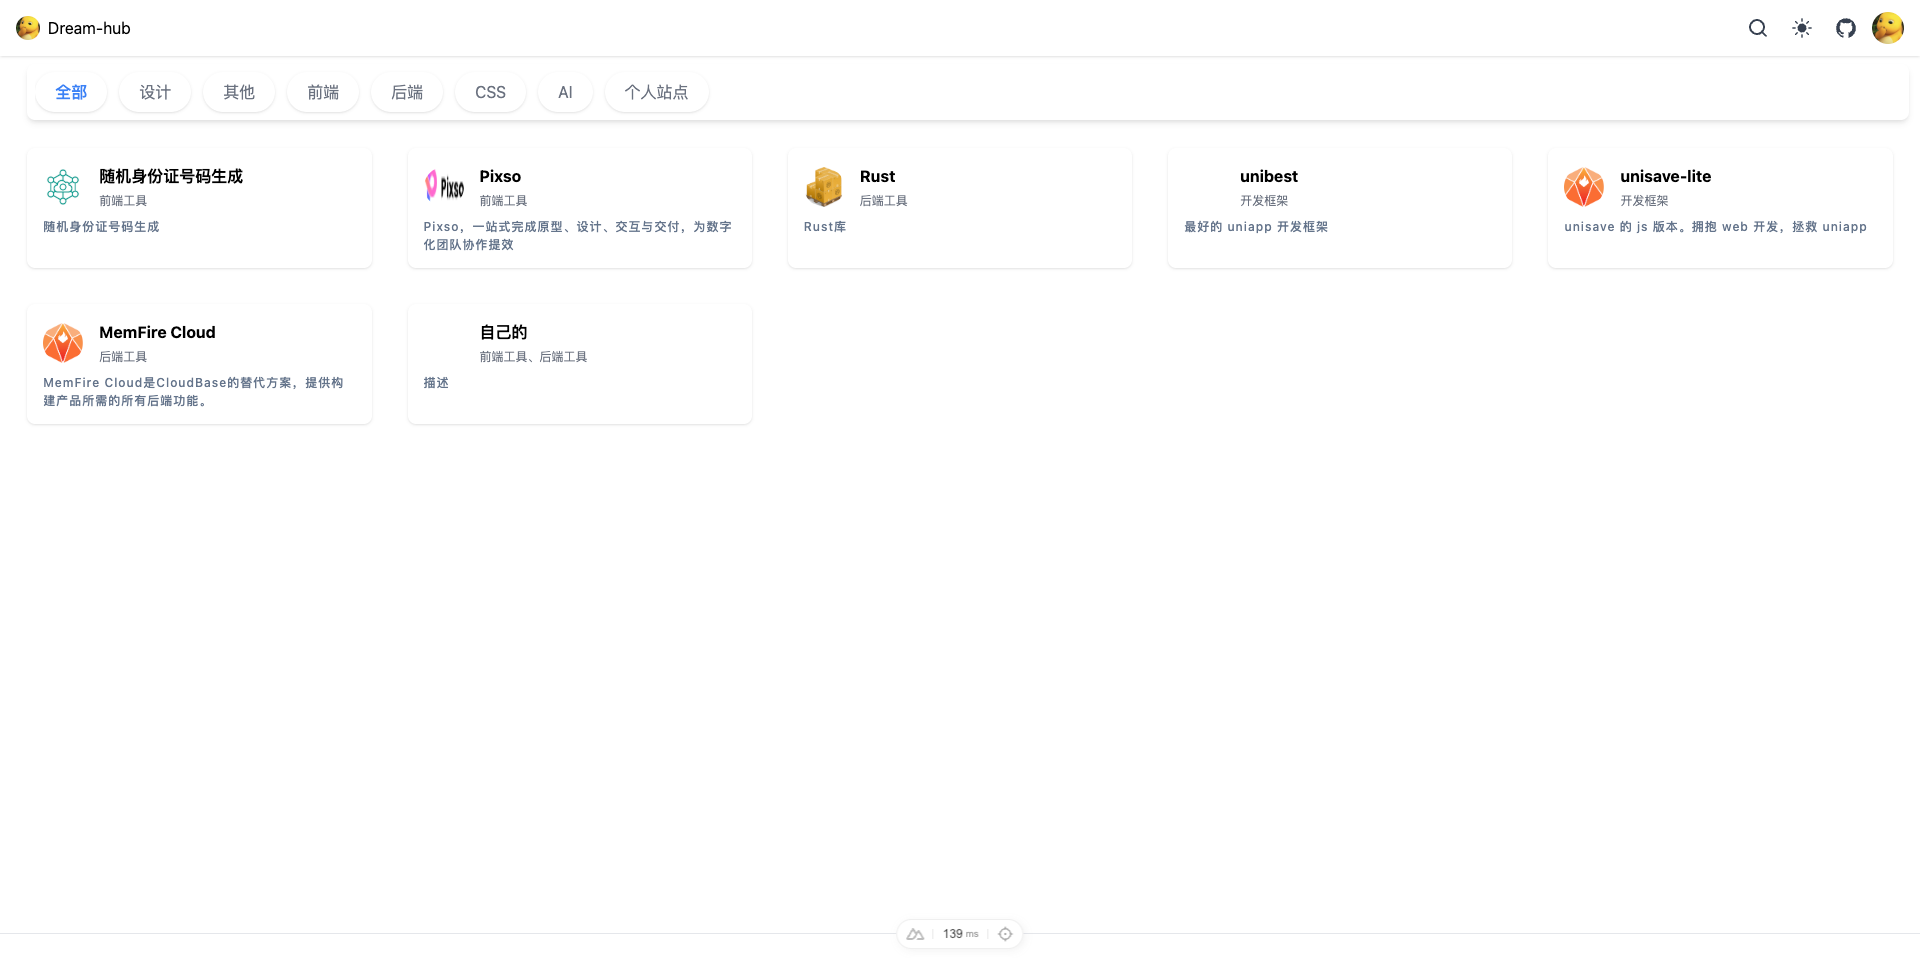 Dream-hub
全部
设计
其他
前端
后端
CSS
AI
个人站点
随机身份证号码生成
前端工具
随机身份证号码生成
Pixso
Pixso
前端工具
Pixso，一站式完成原型、设计、交互与交付，为数字
化团队协作提效
Rust
后端工具
Rust库
unibest
开发框架
最好的 uniapp 开发框架
unisave-lite
开发框架
unisave 的 js 版本。拥抱 web 开发，拯救 uniapp
MemFire Cloud
后端工具
MemFire Cloud是CloudBase的替代方案，提供构
建产品所需的所有后端功能。
自己的
前端工具、后端工具
描述
139 ms